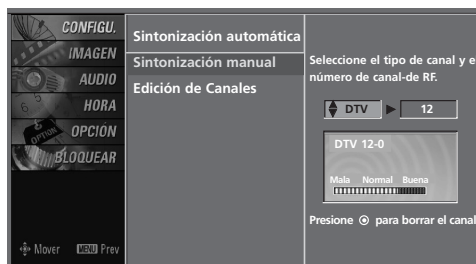 CONFIGU.
IMAGEN
AUDIO
HORA
OPCIÓN
BLOQUEAR
Mover MENU Prev
Sintonización automática
Sintonización manual
Edición de Canales
Seleccione el tipo de canal y e
número de canal-de RF.
DTV 12
DTV 12-0
Mala Normal Buena
Presione para borrar el canal